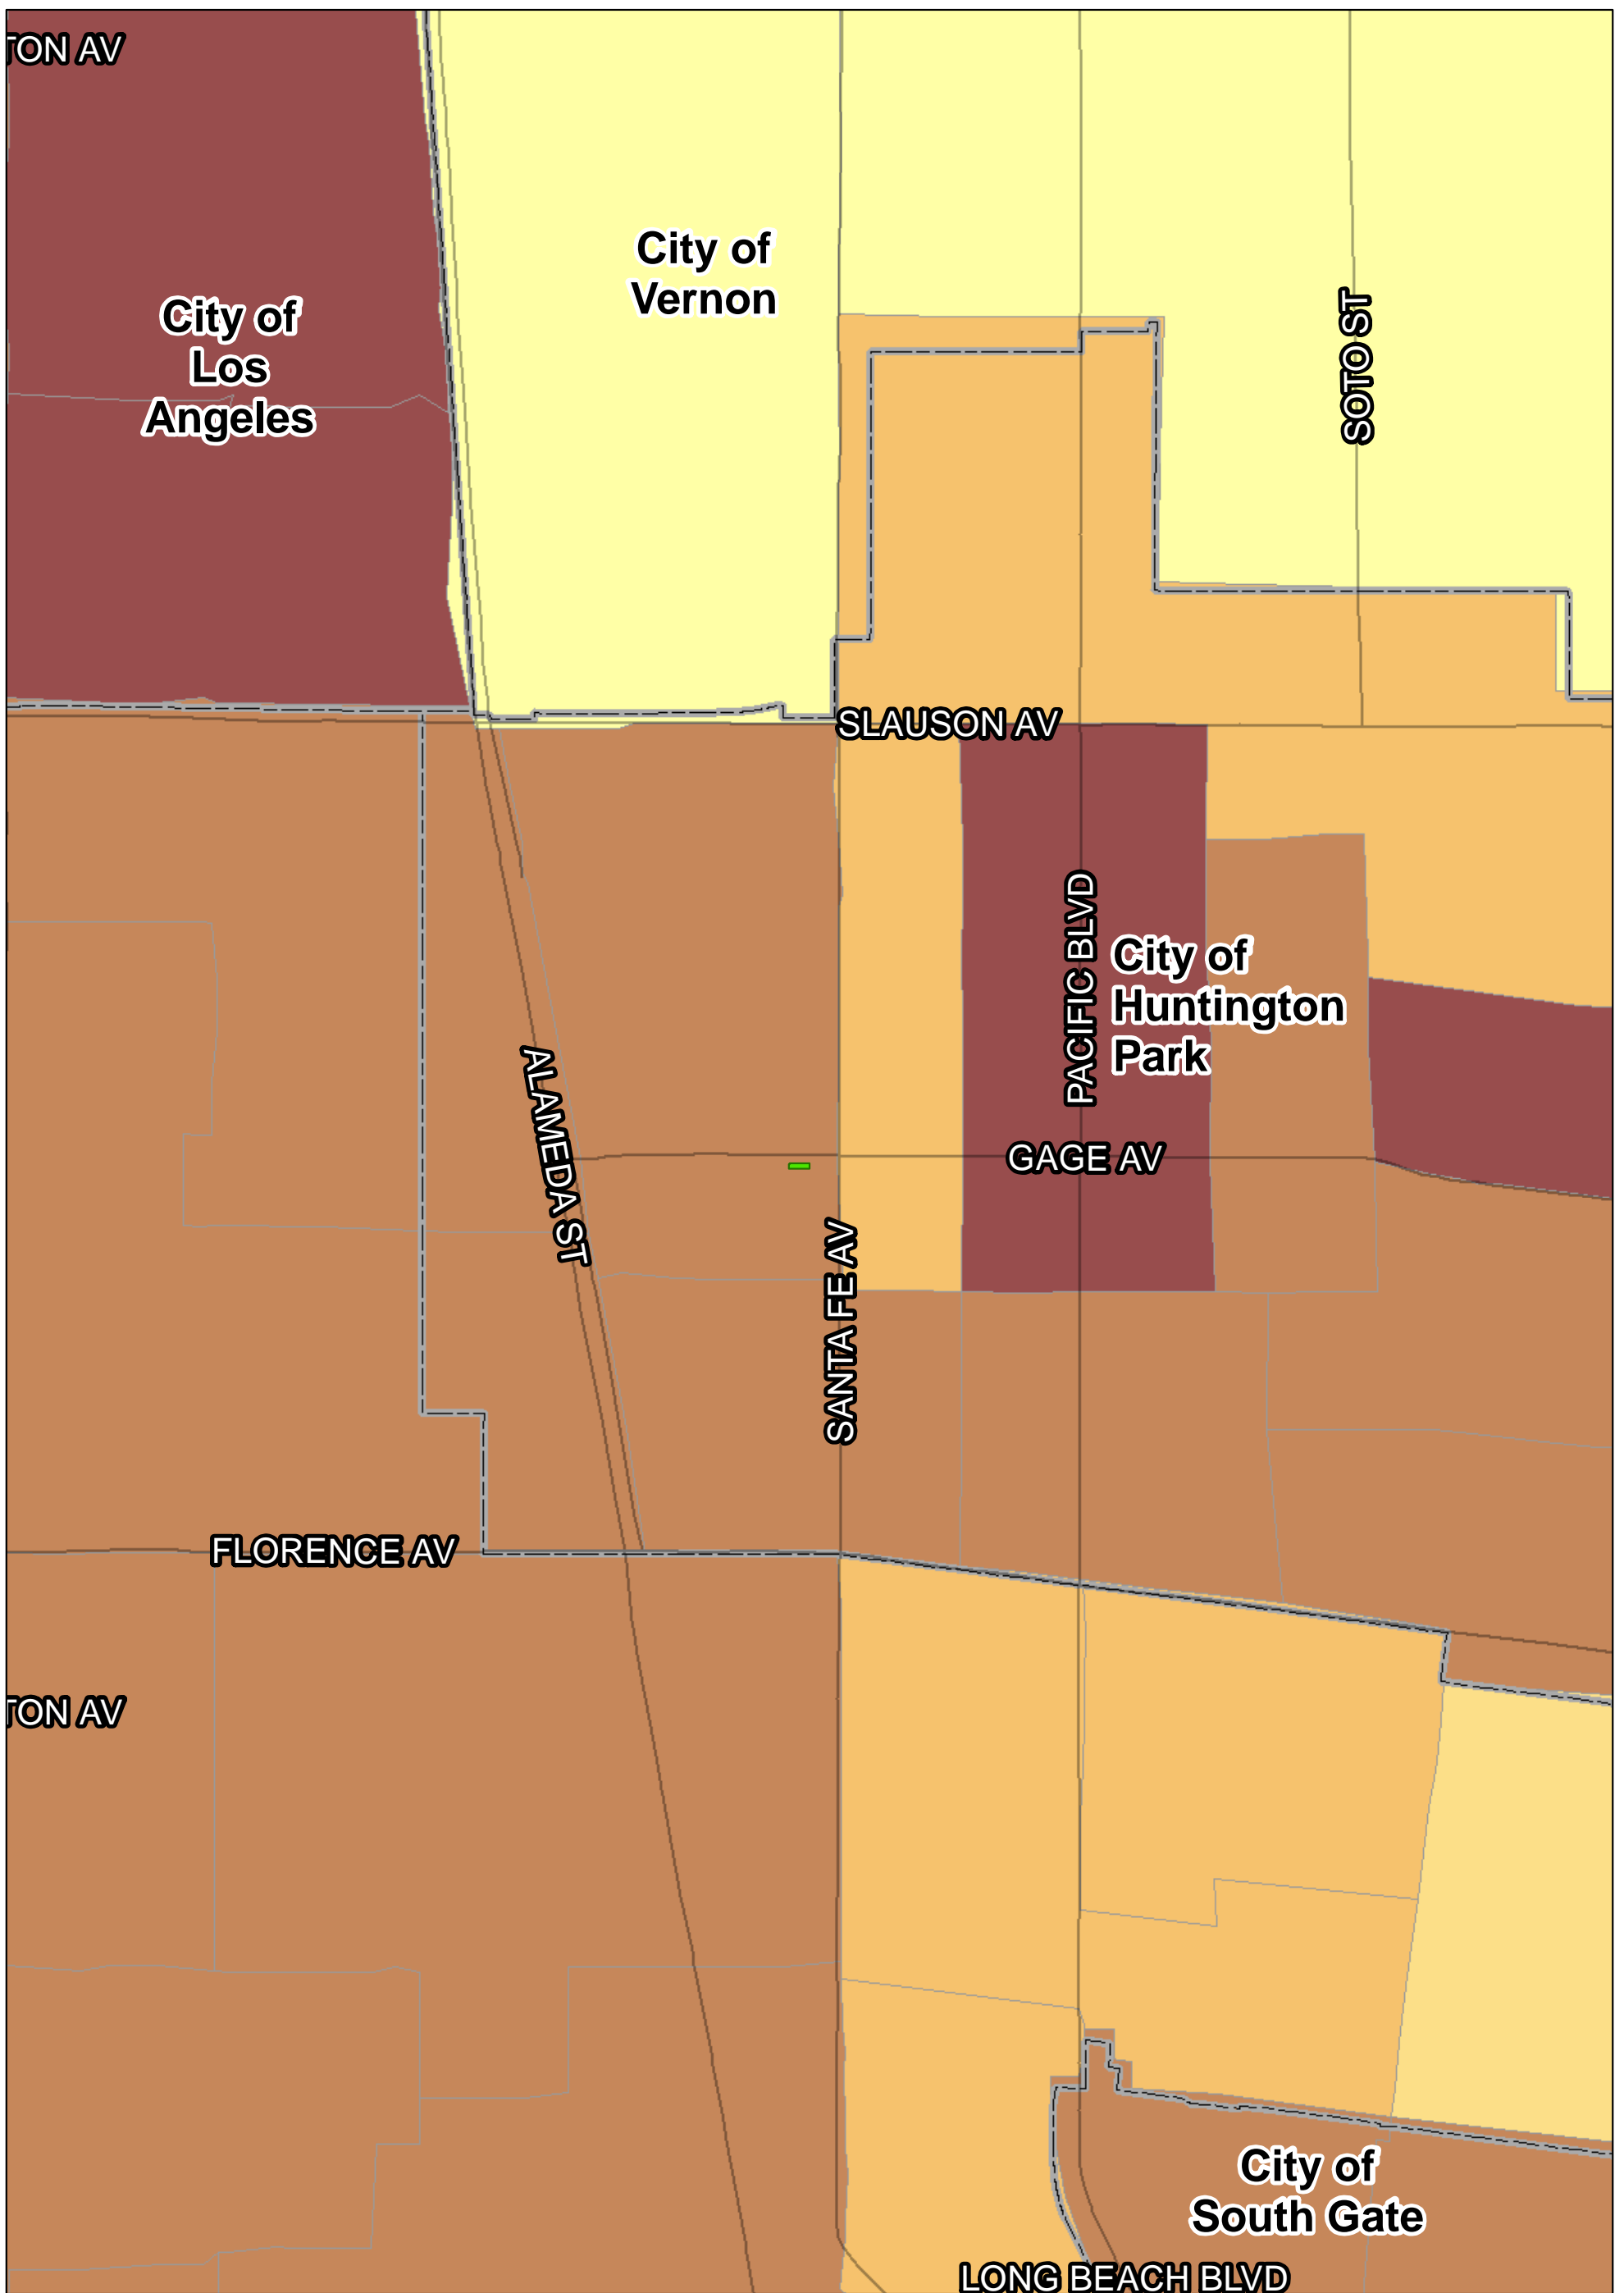 TON AV
City of
Vernon
City of
Los
Angeles
SOTO ST
SLAUSON AV
PACIFIC BLVD
City of
Huntington
Park
ALAMEDA ST
GAGE AV
SANTA FE AV
FLORENCE AV
TON AV
City of
South Gate
LONG BEACH BLVD